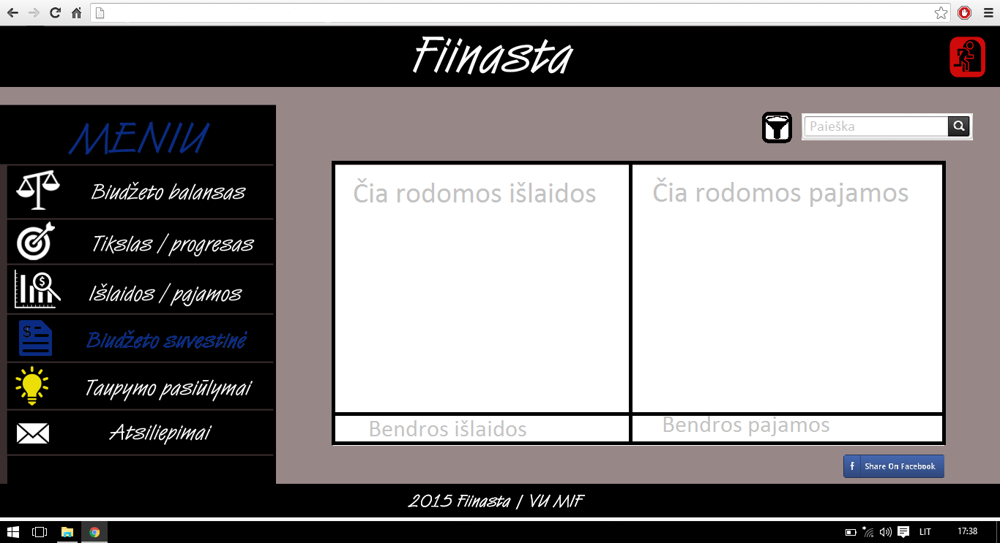 Fiinasta
MENIU
Paieška
Biudžeto balansas
Tikslas / progresas
Išlaidos / pajamos
Biudžeto suvestinė
Taupymo pasiūlymai
Atsiliepimai
Čia rodomos išlaidos
Čia rodomos pajamos
Bendros išlaidos
Bendros pajamos
f Share On Facebook
2015 Fiinasta / VU MIF
LIT
17:38